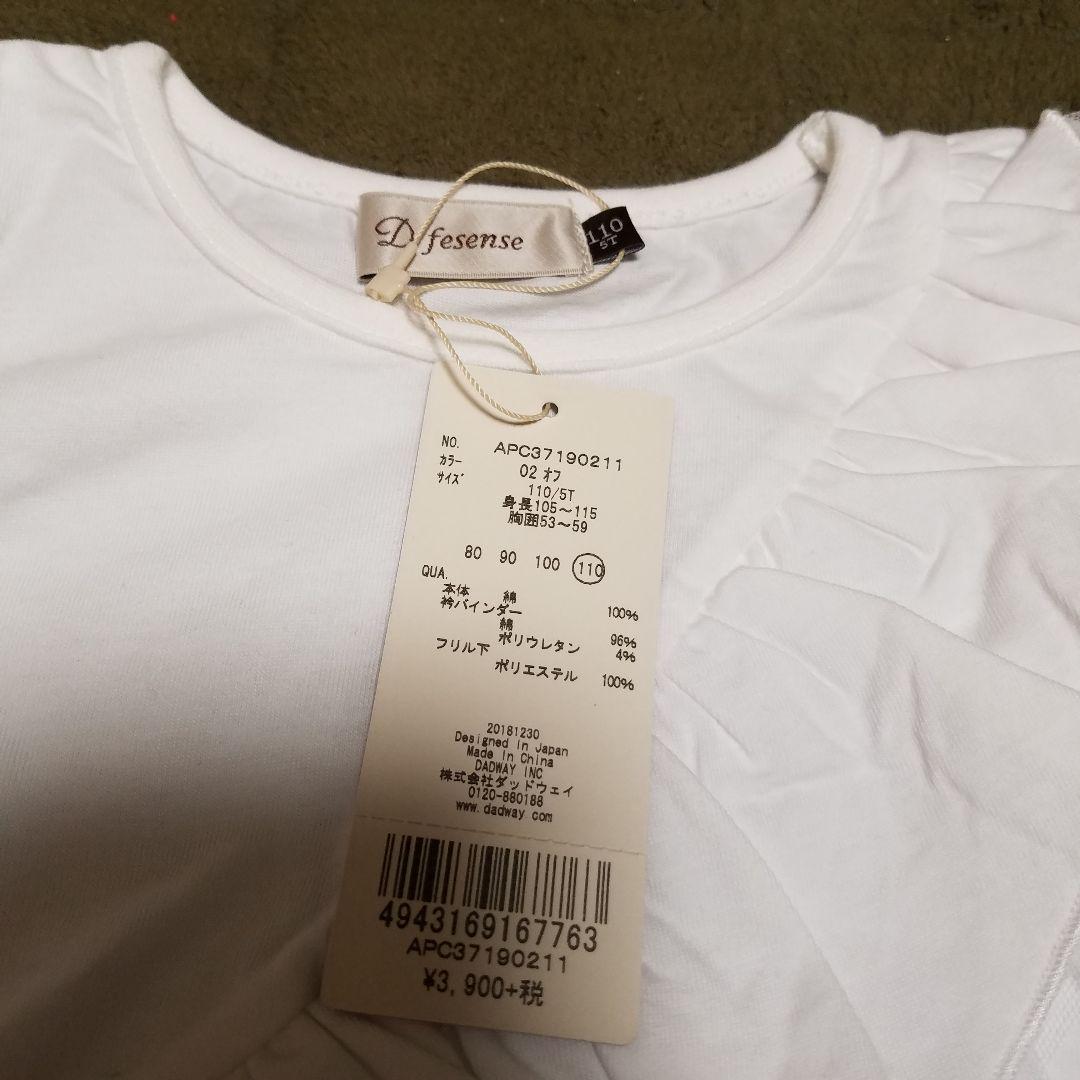 D fesense
110
5T
NO. APC37190211
カラー 02 オフ
サイズ 110/5T
身長105～115
胸囲53～59
80 90 100 110
QUA.
本体 綿 100%
衿バインダー
綿 96%
ポリウレタン 4%
フリル下
ポリエステル 100%
20181230
Designed In Japan
Made In China
DADWAY INC
株式会社ダッドウェイ
0120-880188
www.dadway.com
4943169167763
APC37190211
¥3,900+税